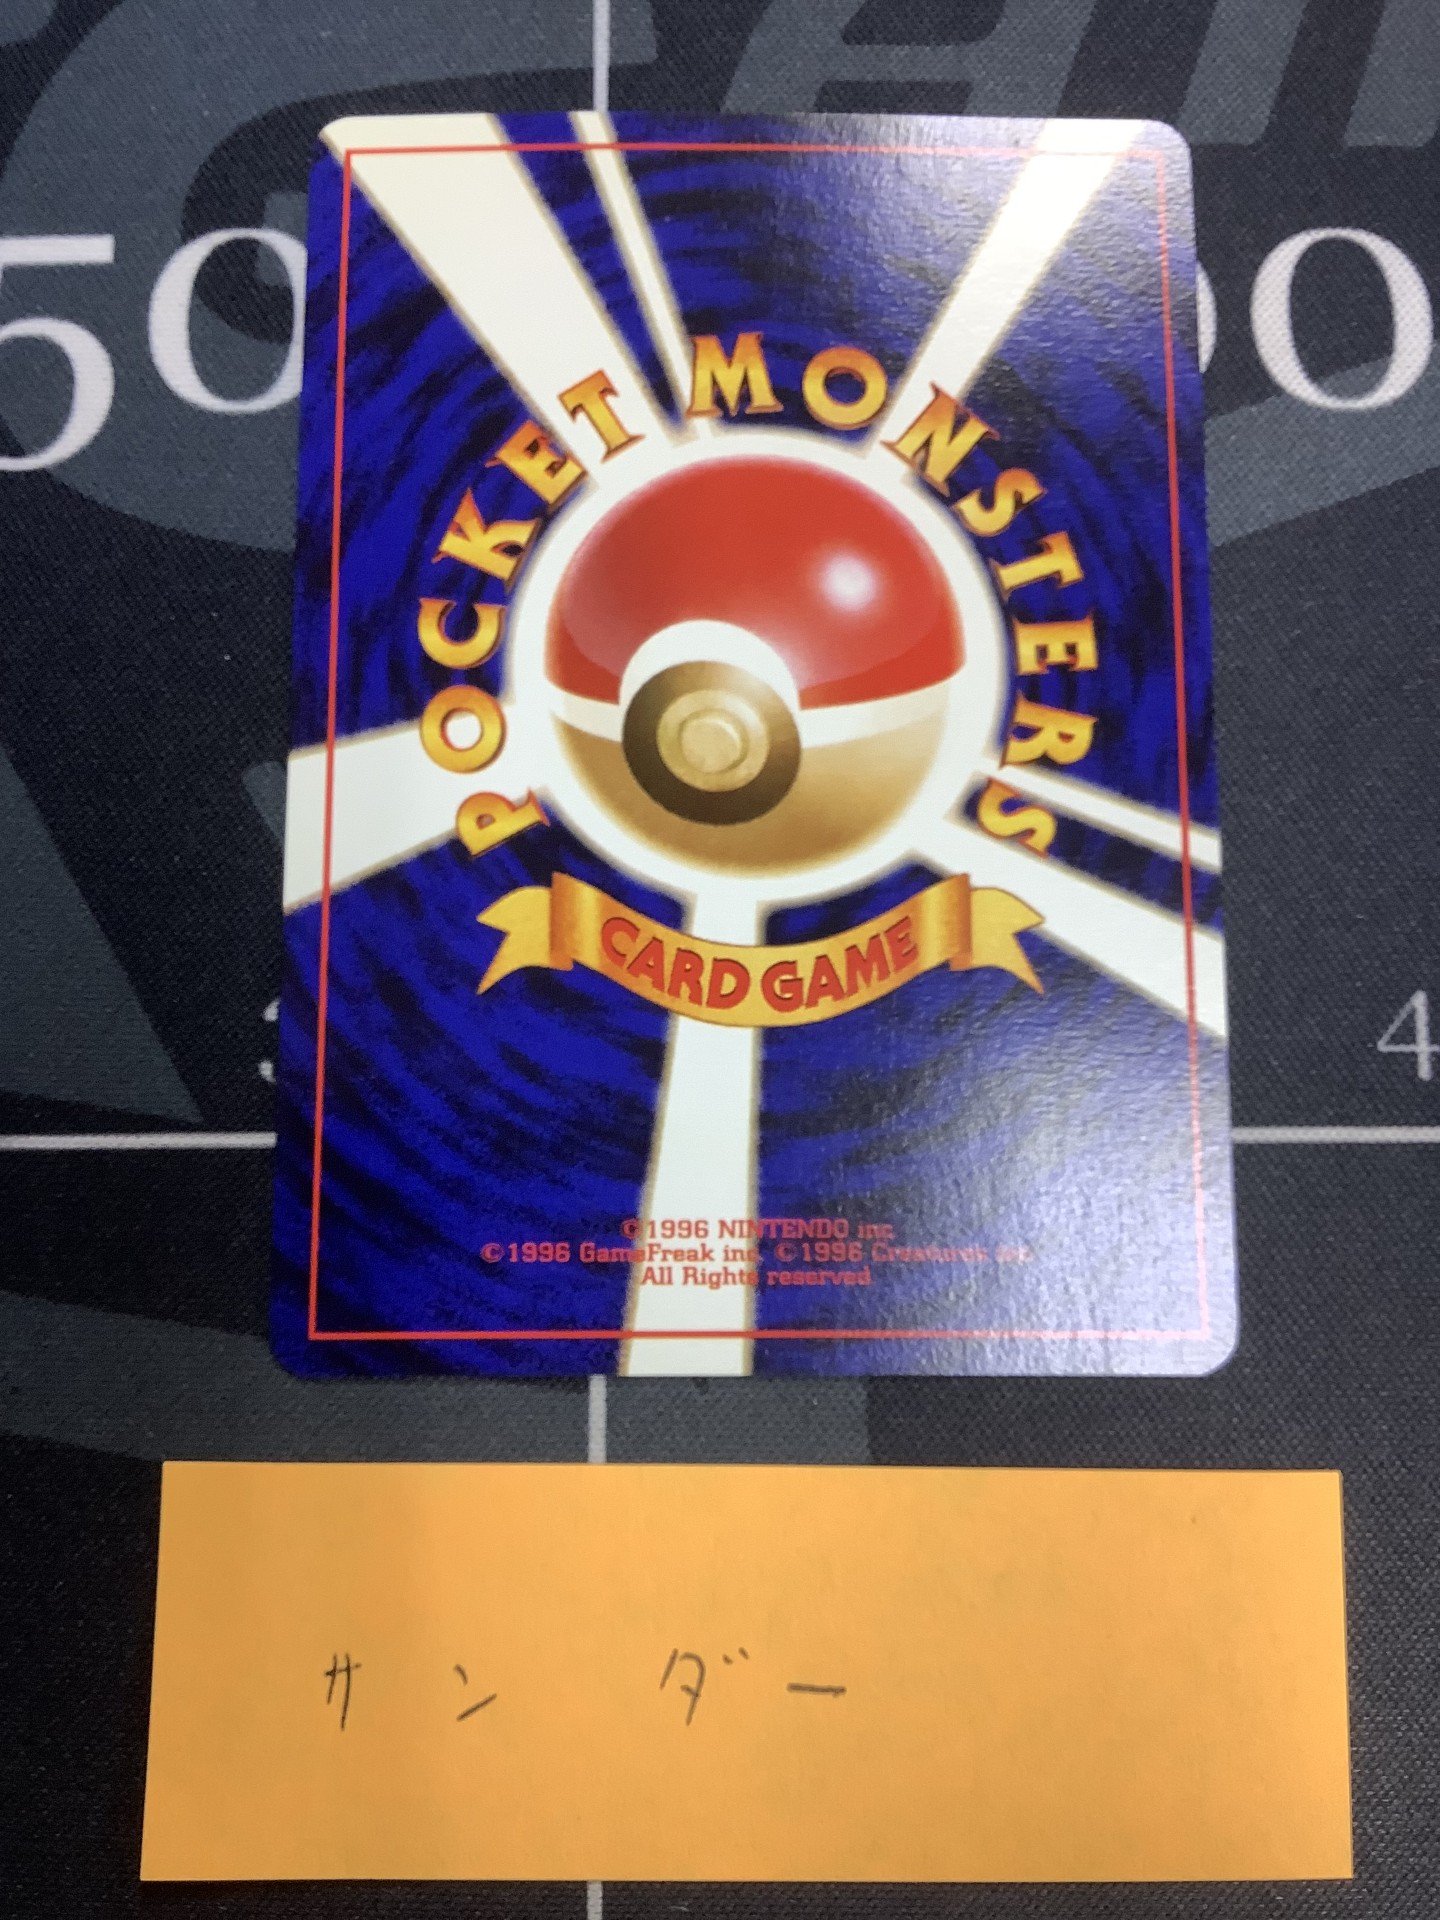 POCKET MONSTERS
CARD GAME
©1996 NINTENDO inc.
©1996 GameFreak inc. ©1996 Creatures inc.
All Rights reserved
サンダー